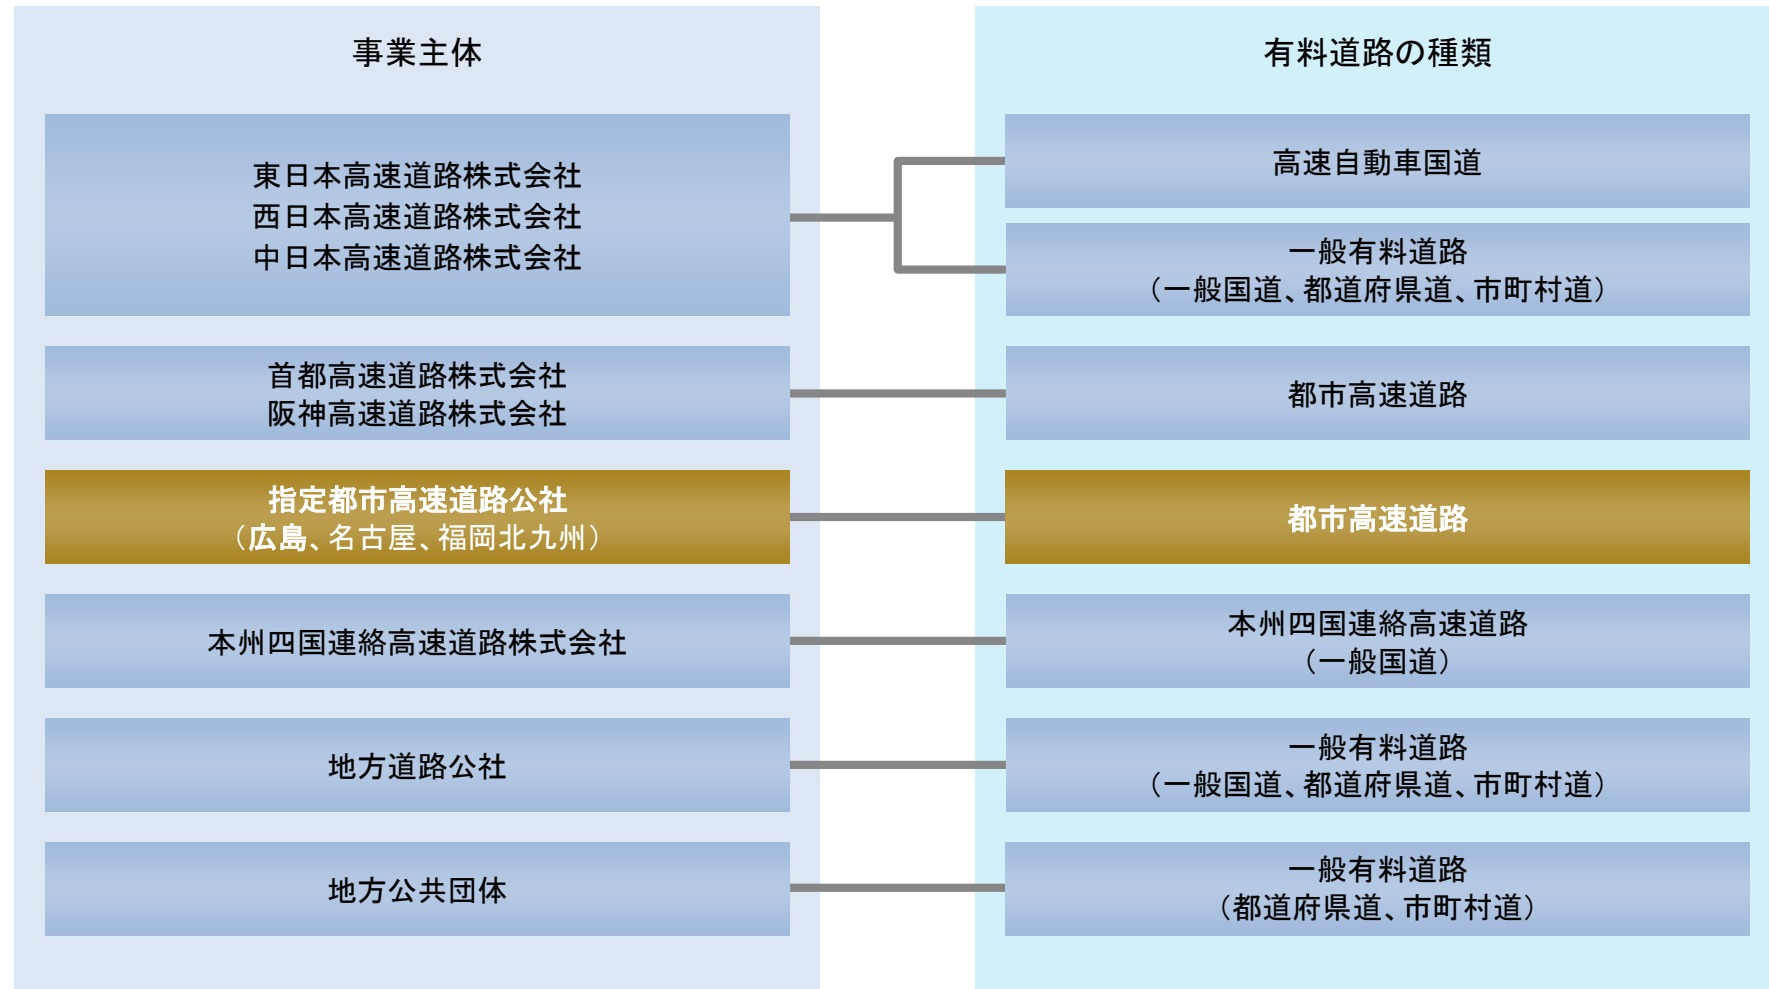 事業主体
東日本高速道路株式会社
西日本高速道路株式会社
中日本高速道路株式会社
首都高速道路株式会社
阪神高速道路株式会社
指定都市高速道路公社
（広島、名古屋、福岡北九州）
本州四国連絡高速道路株式会社
地方道路公社
地方公共団体
有料道路の種類
高速自動車国道
一般有料道路
（一般国道、都道府県道、市町村道）
都市高速道路
都市高速道路
本州四国連絡高速道路
（一般国道）
一般有料道路
（一般国道、都道府県道、市町村道）
一般有料道路
（都道府県道、市町村道）